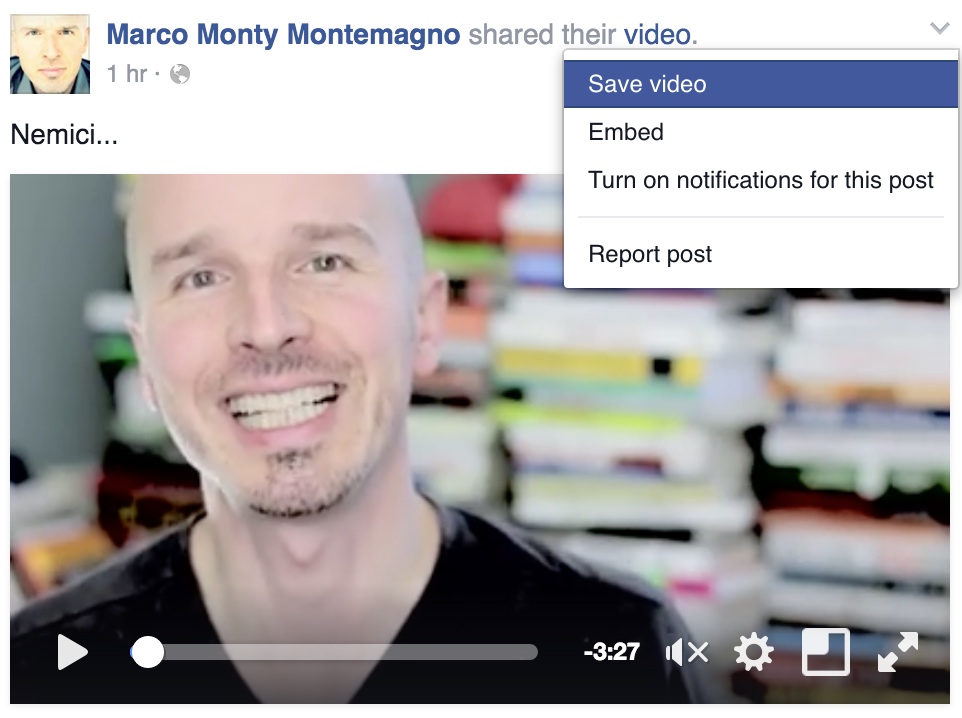 Marco Monty Montemagno shared their video.
1 hr ·
Save video
Embed
Nemici...
Turn on notifications for this post
Report post
-3:27